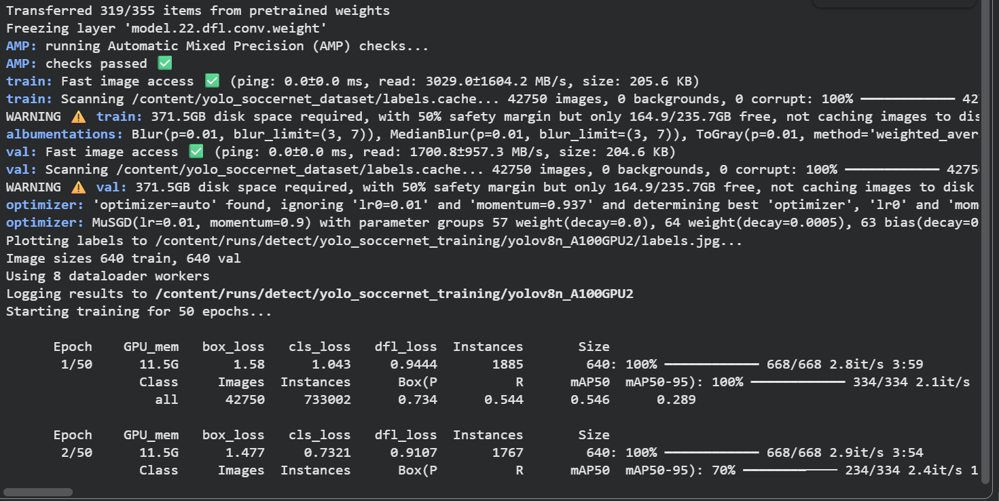 Transferred 319/355 items from pretrained weights
Freezing layer 'model.22.dfl.conv.weight'
AMP: running Automatic Mixed Precision (AMP) checks...
AMP: checks passed ✅
train: Fast image access ✅ (ping: 0.0±0.0 ms, read: 3029.0±1604.2 MB/s, size: 205.6 KB)
train: Scanning /content/yolo_soccernet_dataset/labels.cache... 42750 images, 0 backgrounds, 0 corrupt: 100% ━━━━━━━━━━━━ 42
WARNING ⚠️ train: 371.5GB disk space required, with 50% safety margin but only 164.9/235.7GB free, not caching images to dis
albumentations: Blur(p=0.01, blur_limit=(3, 7)), MedianBlur(p=0.01, blur_limit=(3, 7)), ToGray(p=0.01, method='weighted_aver
val: Fast image access ✅ (ping: 0.0±0.0 ms, read: 1700.8±957.3 MB/s, size: 204.6 KB)
val: Scanning /content/yolo_soccernet_dataset/labels.cache... 42750 images, 0 backgrounds, 0 corrupt: 100% ━━━━━━━━━━━━ 4275
WARNING ⚠️ val: 371.5GB disk space required, with 50% safety margin but only 164.9/235.7GB free, not caching images to disk
optimizer: 'optimizer=auto' found, ignoring 'lr0=0.01' and 'momentum=0.937' and determining best 'optimizer', 'lr0' and 'mom
optimizer: MuSGD(lr=0.01, momentum=0.9) with parameter groups 57 weight(decay=0.0), 64 weight(decay=0.0005), 63 bias(decay=0
Plotting labels to /content/runs/detect/yolo_soccernet_training/yolov8n_A100GPU2/labels.jpg...
Image sizes 640 train, 640 val
Using 8 dataloader workers
Logging results to /content/runs/detect/yolo_soccernet_training/yolov8n_A100GPU2
Starting training for 50 epochs...
Epoch GPU_mem box_loss cls_loss dfl_loss Instances Size
1/50 11.5G 1.58 1.043 0.9444 1885 640: 100% ━━━━━━━━━━━━ 668/668 2.8it/s 3:59
Class Images Instances Box(P R mAP50 mAP50-95): 100% ━━━━━━━━━━━━ 334/334 2.1it/s
all 42750 733002 0.734 0.544 0.546 0.289
Epoch GPU_mem box_loss cls_loss dfl_loss Instances Size
2/50 11.5G 1.477 0.7321 0.9107 1767 640: 100% ━━━━━━━━━━━━ 668/668 2.9it/s 3:54
Class Images Instances Box(P R mAP50 mAP50-95): 70% ━━━━━━━━──── 234/334 2.4it/s 1